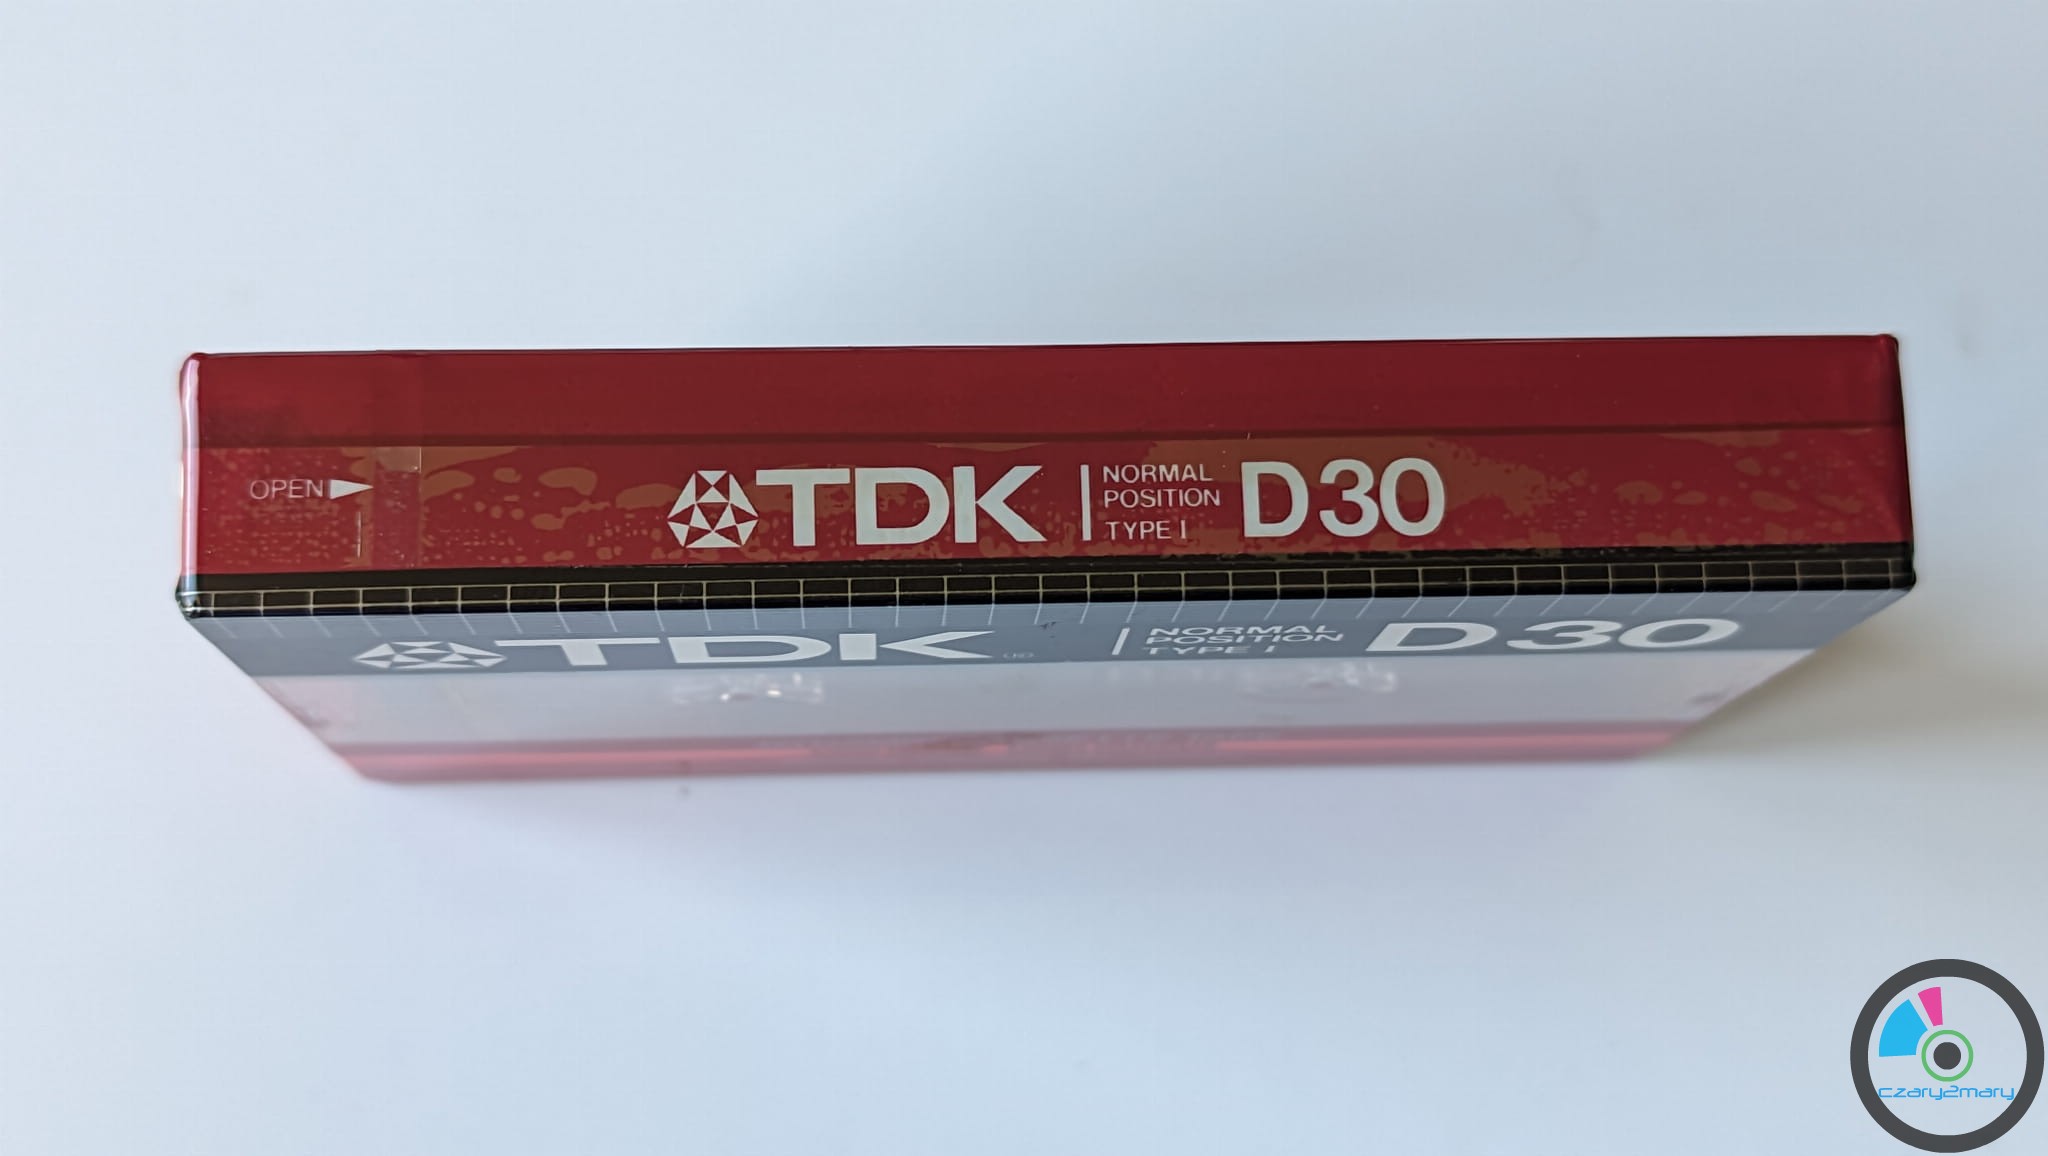 OPEN
TDK
NORMAL
POSITION
TYPE I
D30
TDK
NORMAL
POSITION
TYPE I
D30
czary2mary